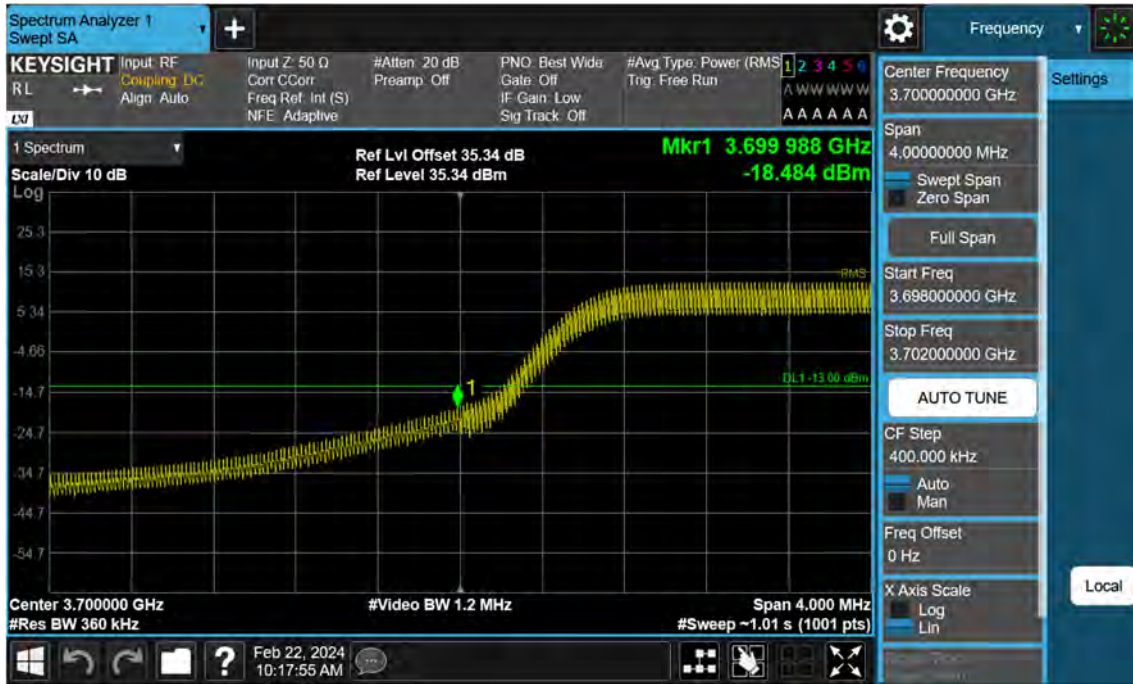 Spectrum Analyzer 1
Swept SA
Frequency
KEYSIGHT
RL
LXI
Input: RF
Coupling: DC
Align: Auto
Input Z: 50 Ω
Corr CCorr
Freq Ref: Int (S)
NFE: Adaptive
#Atten: 20 dB
Preamp: Off
PNO: Best Wide
Gate: Off
IF Gain: Low
Sig Track: Off
#Avg Type: Power (RMS
Trig: Free Run
1 2 3 4 5 6
A W W W W W
A A A A A A
1 Spectrum
Scale/Div 10 dB
Ref Lvl Offset 35.34 dB
Ref Level 35.34 dBm
Mkr1 3.699 988 GHz
-18.484 dBm
Log
25.3
15.3
5.34
-4.66
-14.7
-24.7
-34.7
-44.7
-54.7
RMS
DL1 -13.00 dBm
1
Center 3.700000 GHz
#Res BW 360 kHz
#Video BW 1.2 MHz
Span 4.000 MHz
#Sweep ~1.01 s (1001 pts)
Feb 22, 2024
10:17:55 AM
Center Frequency
3.700000000 GHz
Settings
Span
4.00000000 MHz
Swept Span
Zero Span
Full Span
Start Freq
3.698000000 GHz
Stop Freq
3.702000000 GHz
AUTO TUNE
CF Step
400.000 kHz
Auto
Man
Freq Offset
0 Hz
X Axis Scale
Log
Lin
Local